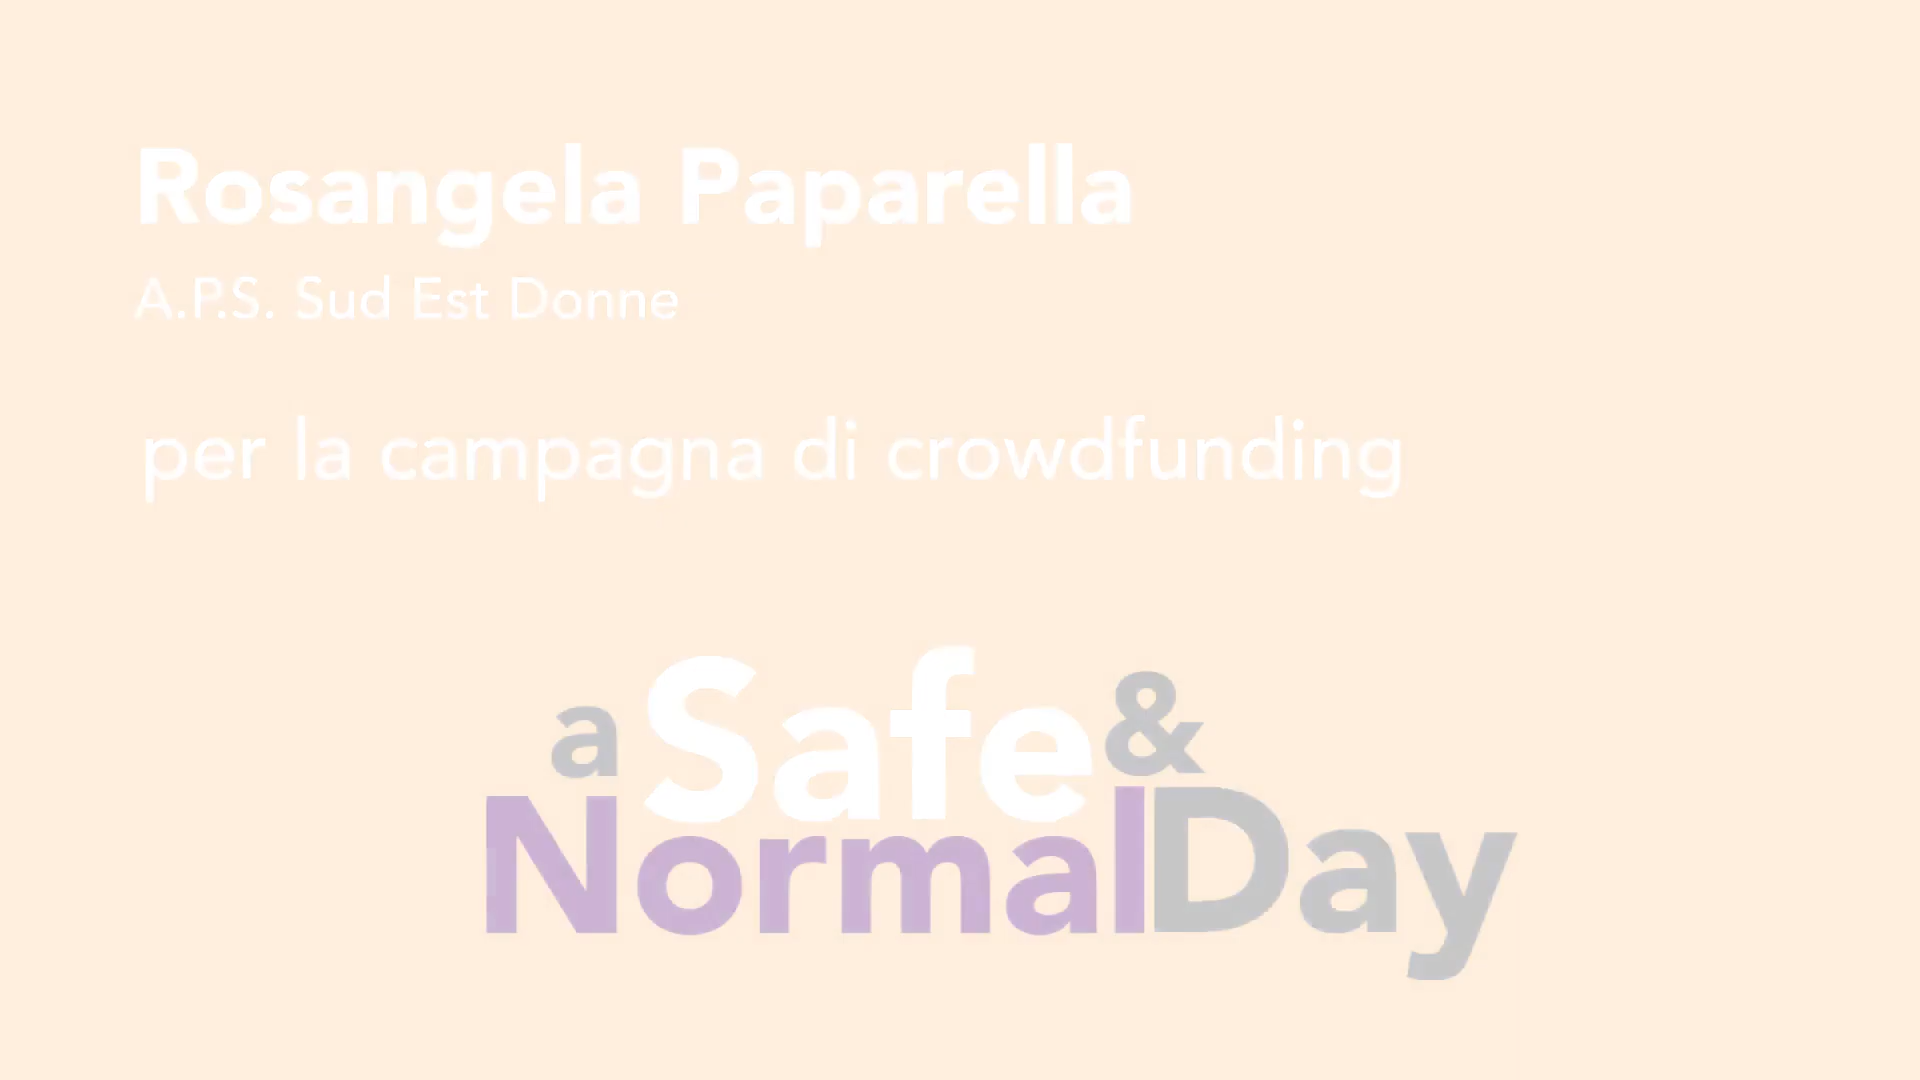 Rosangela Paparella
A.P.S. Sud Est Donne
per la campagna di crowdfunding
a Safe &
Normal Day